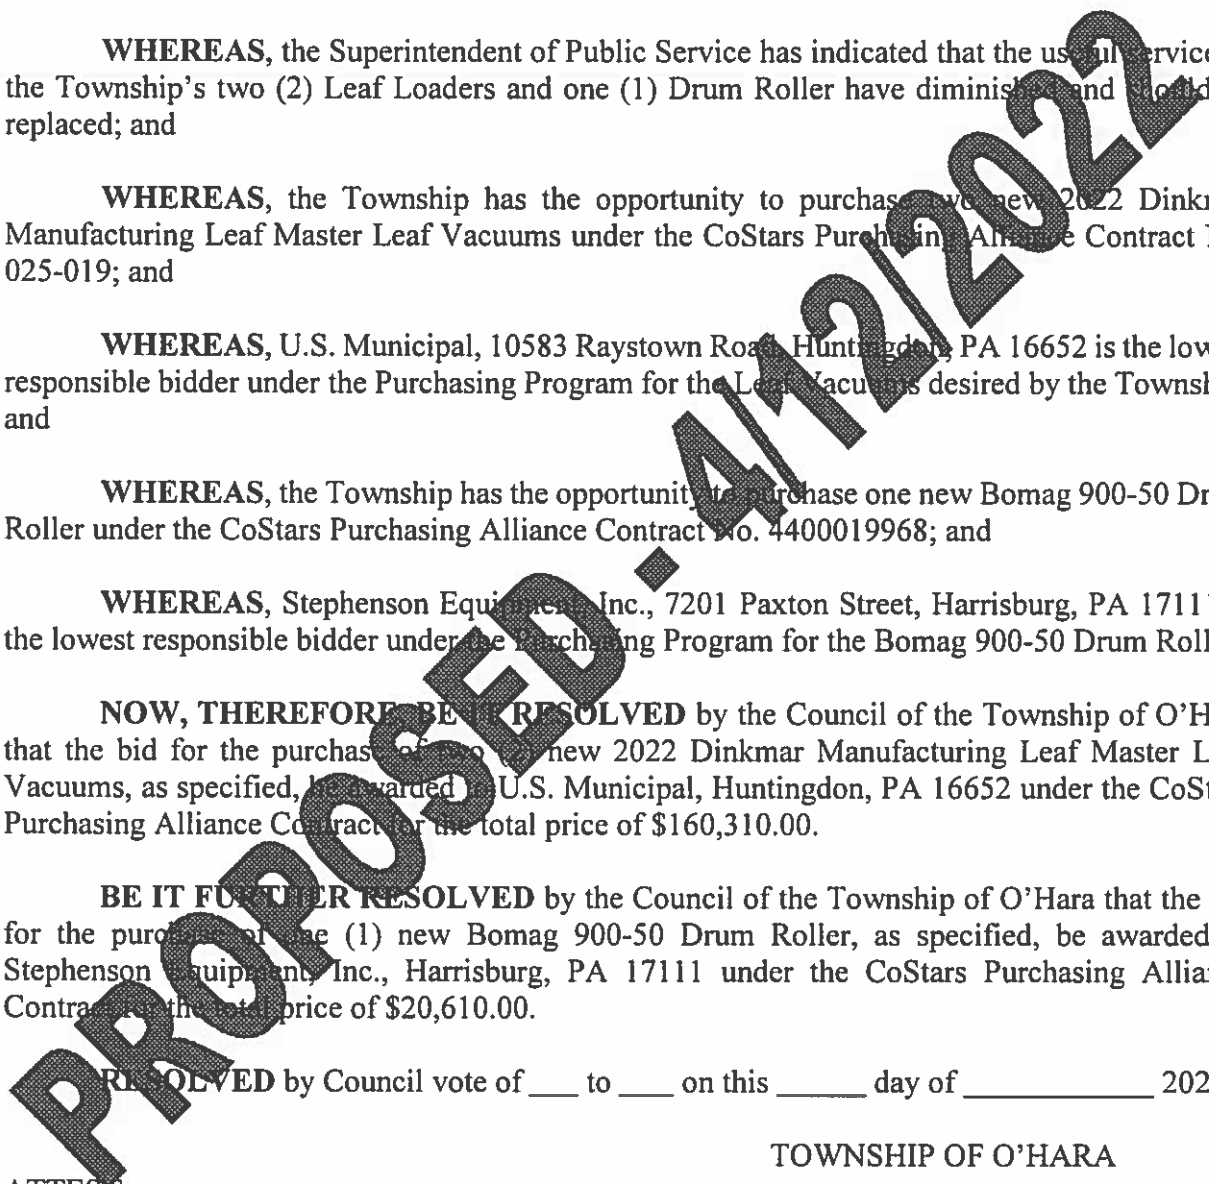 WHEREAS, the Superintendent of Public Service has indicated that the useful service
the Township's two (2) Leaf Loaders and one (1) Drum Roller have diminished and should
replaced; and
WHEREAS, the Township has the opportunity to purchase two new 2022 Dinkm
Manufacturing Leaf Master Leaf Vacuums under the CoStars Purchasing Alliance Contract
025-019; and
WHEREAS, U.S. Municipal, 10583 Raystown Road, Huntingdon, PA 16652 is the low
responsible bidder under the Purchasing Program for the Leaf Vacuums desired by the Townsh
and
WHEREAS, the Township has the opportunity to purchase one new Bomag 900-50 Dr
Roller under the CoStars Purchasing Alliance Contract No. 4400019968; and
WHEREAS, Stephenson Equipment, Inc., 7201 Paxton Street, Harrisburg, PA 17111
the lowest responsible bidder under the Purchasing Program for the Bomag 900-50 Drum Roll
NOW, THEREFORE, BE IT RESOLVED by the Council of the Township of O'H
that the bid for the purchase of two (2) new 2022 Dinkmar Manufacturing Leaf Master L
Vacuums, as specified, be awarded to U.S. Municipal, Huntingdon, PA 16652 under the CoSt
Purchasing Alliance Contract for the total price of $160,310.00.
BE IT FURTHER RESOLVED by the Council of the Township of O'Hara that the
for the purchase of one (1) new Bomag 900-50 Drum Roller, as specified, be awarded
Stephenson Equipment, Inc., Harrisburg, PA 17111 under the CoStars Purchasing Allia
Contract for the total price of $20,610.00.
RESOLVED by Council vote of ___ to ____ on this ______ day of _____________ 202
TOWNSHIP OF O'HARA
ATTEST
PROPOSED - 4/12/2022